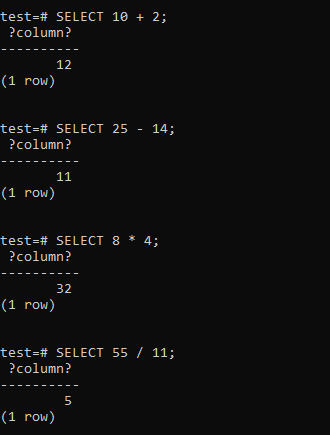 test=# SELECT 10 + 2;
 ?column?
----------
       12
(1 row)
test=# SELECT 25 - 14;
 ?column?
----------
       11
(1 row)
test=# SELECT 8 * 4;
 ?column?
----------
       32
(1 row)
test=# SELECT 55 / 11;
 ?column?
----------
        5
(1 row)